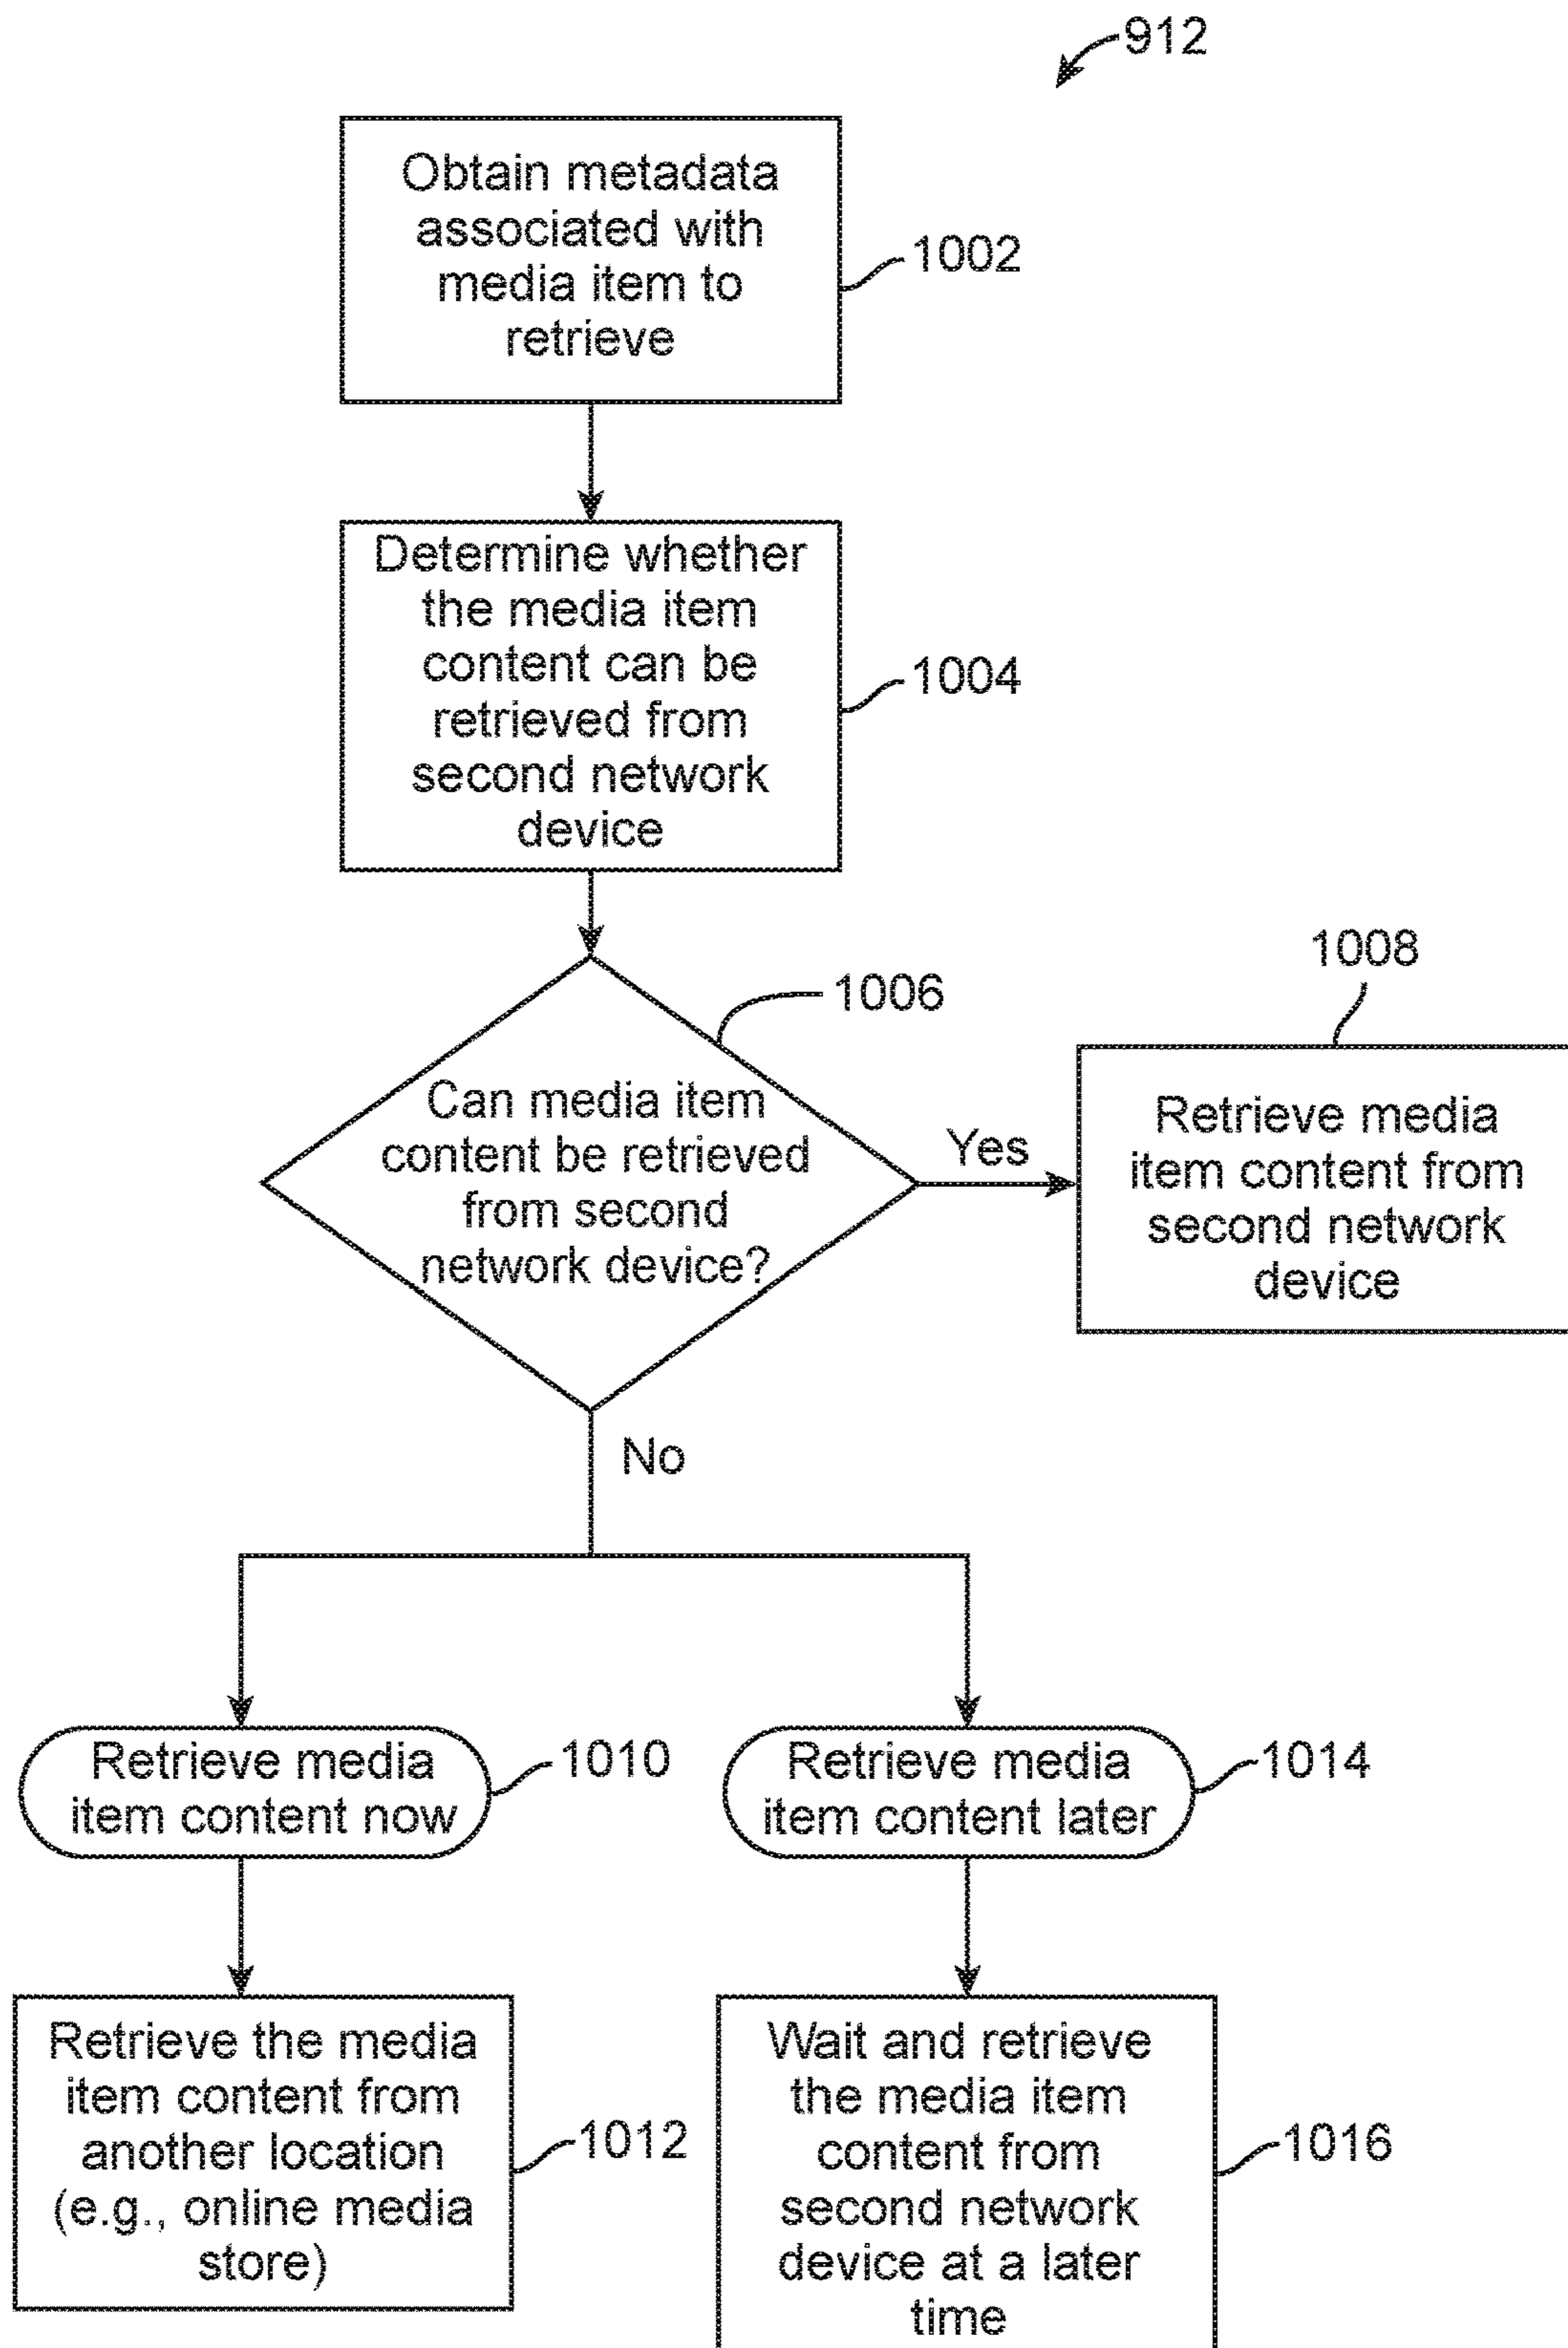 912
Obtain metadata
associated with
media item to
retrieve
1002
Determine whether
the media item
content can be
retrieved from
second network
device
1004
1006
Can media item
content be retrieved
from second
network device?
Yes
1008
Retrieve media
item content from
second network
device
No
Retrieve media
item content now
1010
Retrieve media
item content later
1014
Retrieve the media
item content from
another location
(e.g., online media
store)
1012
Wait and retrieve
the media item
content from
second network
device at a later
time
1016